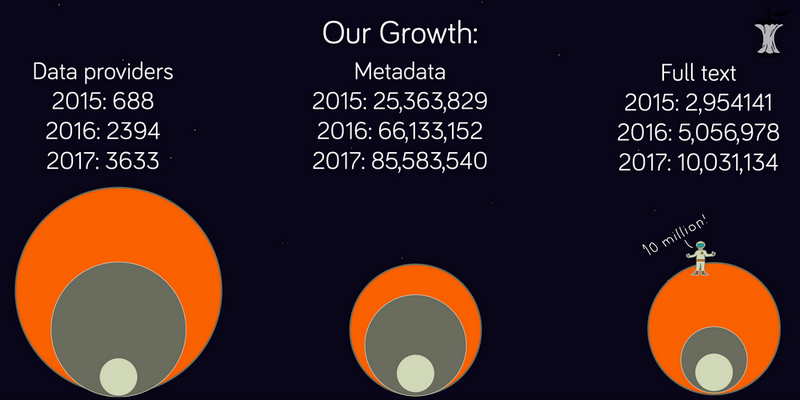 Our Growth:
Data providers
2015: 688
2016: 2394
2017: 3633
Metadata
2015: 25,363,829
2016: 66,133,152
2017: 85,583,540
Full text
2015: 2,954141
2016: 5,056,978
2017: 10,031,134
10 million!